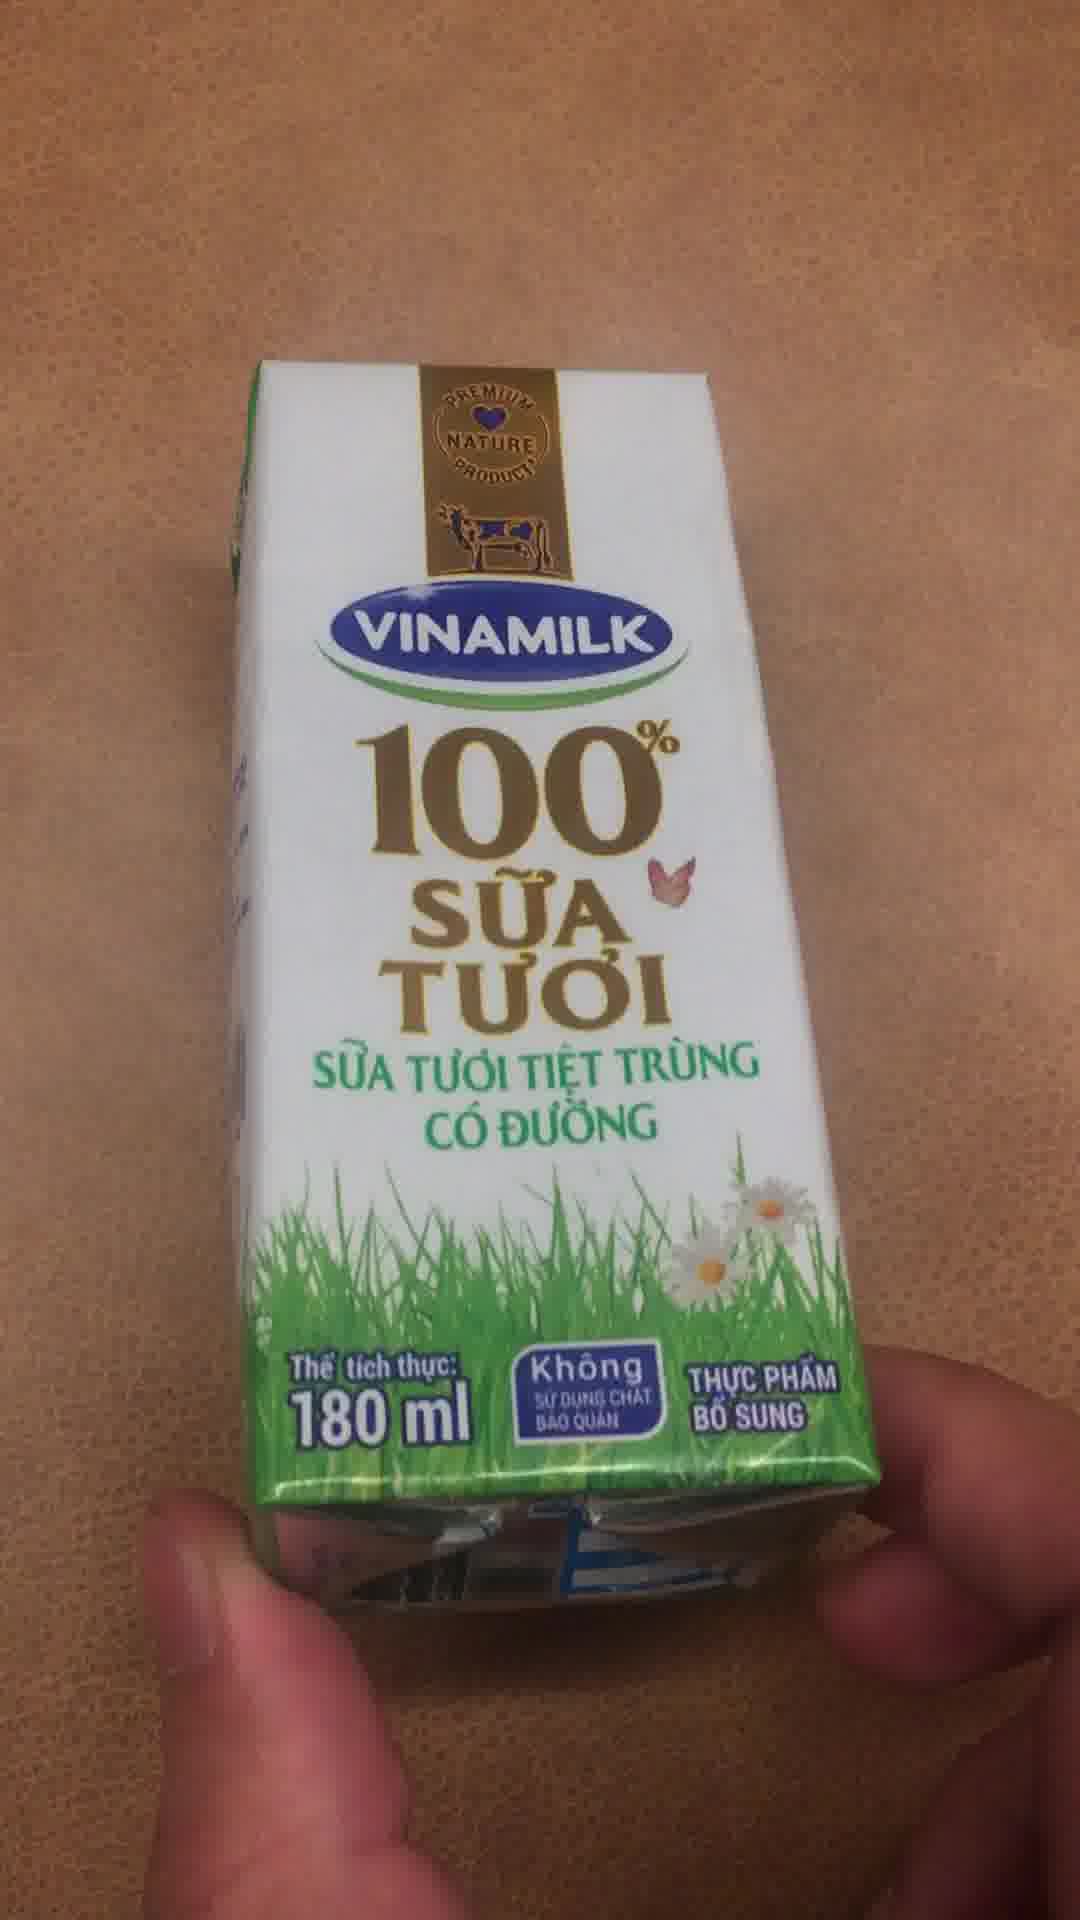 PREMIUM
NATURE
PRODUCT
VINAMILK
100%
SỮA
TƯƠI
SỮA TƯƠI TIỆT TRÙNG
CÓ ĐƯỜNG
Thể tích thực:
180 ml
Không
SỬ DỤNG CHẤT
BẢO QUẢN
THỰC PHẨM
BỔ SUNG